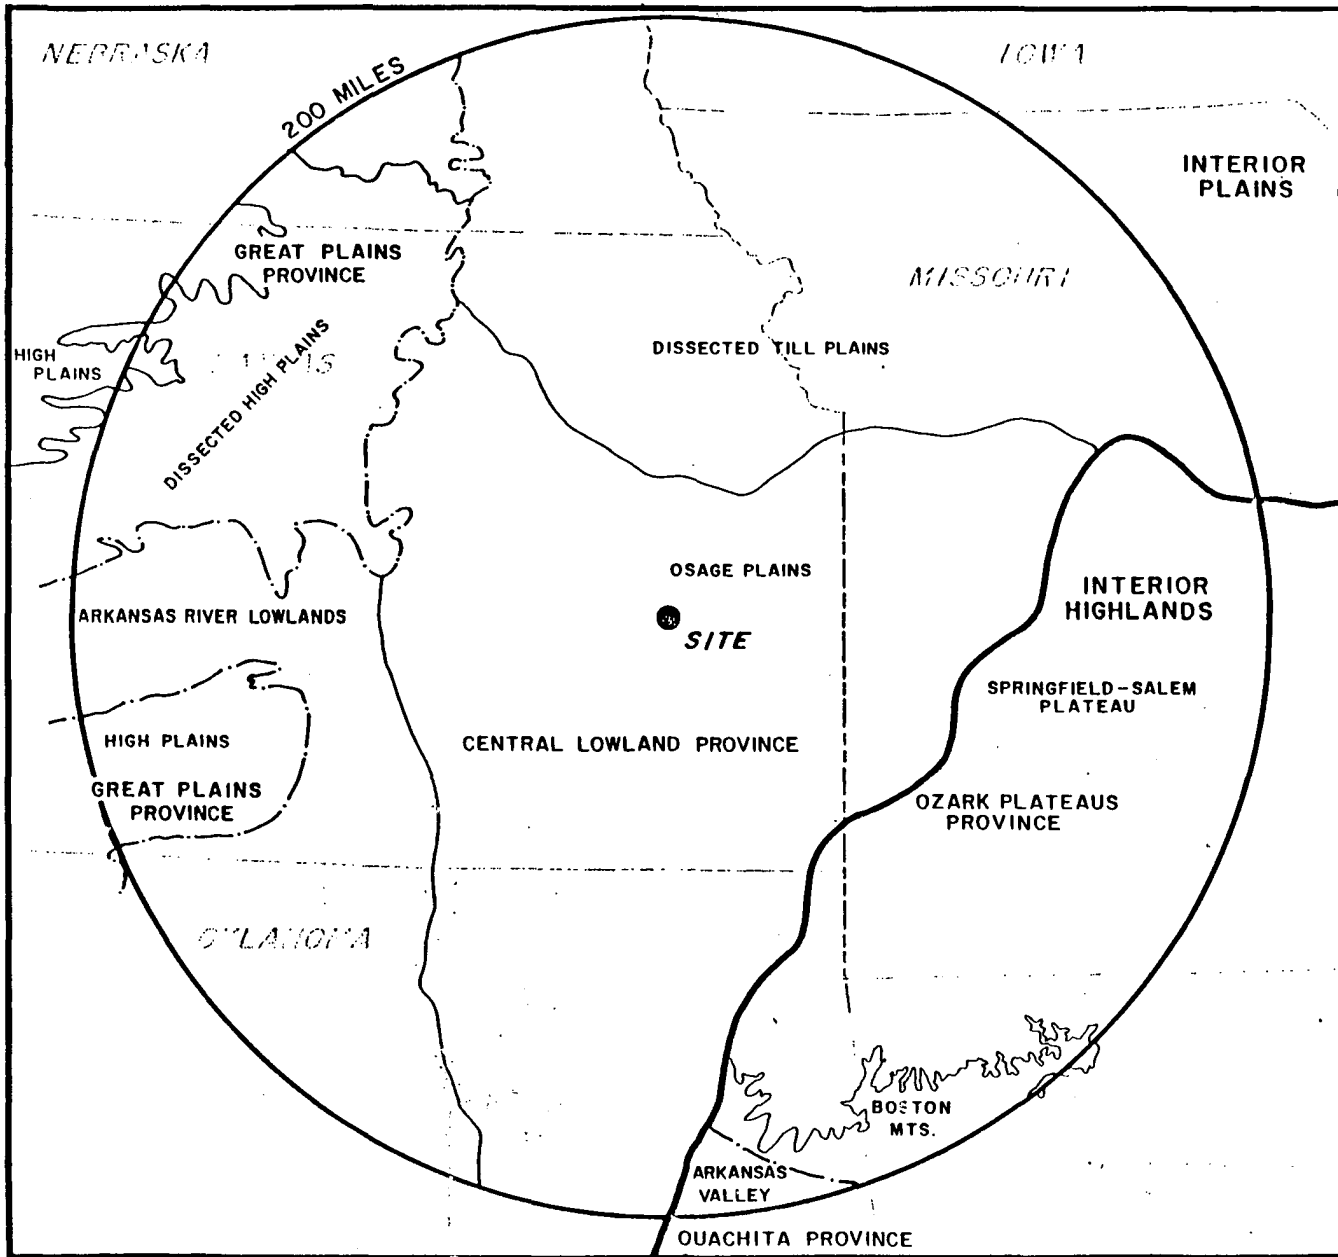 NEBRASKA
IOWA
200 MILES
INTERIOR
PLAINS
GREAT PLAINS
PROVINCE
MISSOURI
HIGH
PLAINS
KANSAS
DISSECTED HIGH PLAINS
DISSECTED TILL PLAINS
OSAGE PLAINS
SITE
ARKANSAS RIVER LOWLANDS
INTERIOR
HIGHLANDS
SPRINGFIELD-SALEM
PLATEAU
HIGH PLAINS
CENTRAL LOWLAND PROVINCE
GREAT PLAINS
PROVINCE
OZARK PLATEAUS
PROVINCE
OKLAHOMA
BOSTON
MTS.
ARKANSAS
VALLEY
OUACHITA PROVINCE